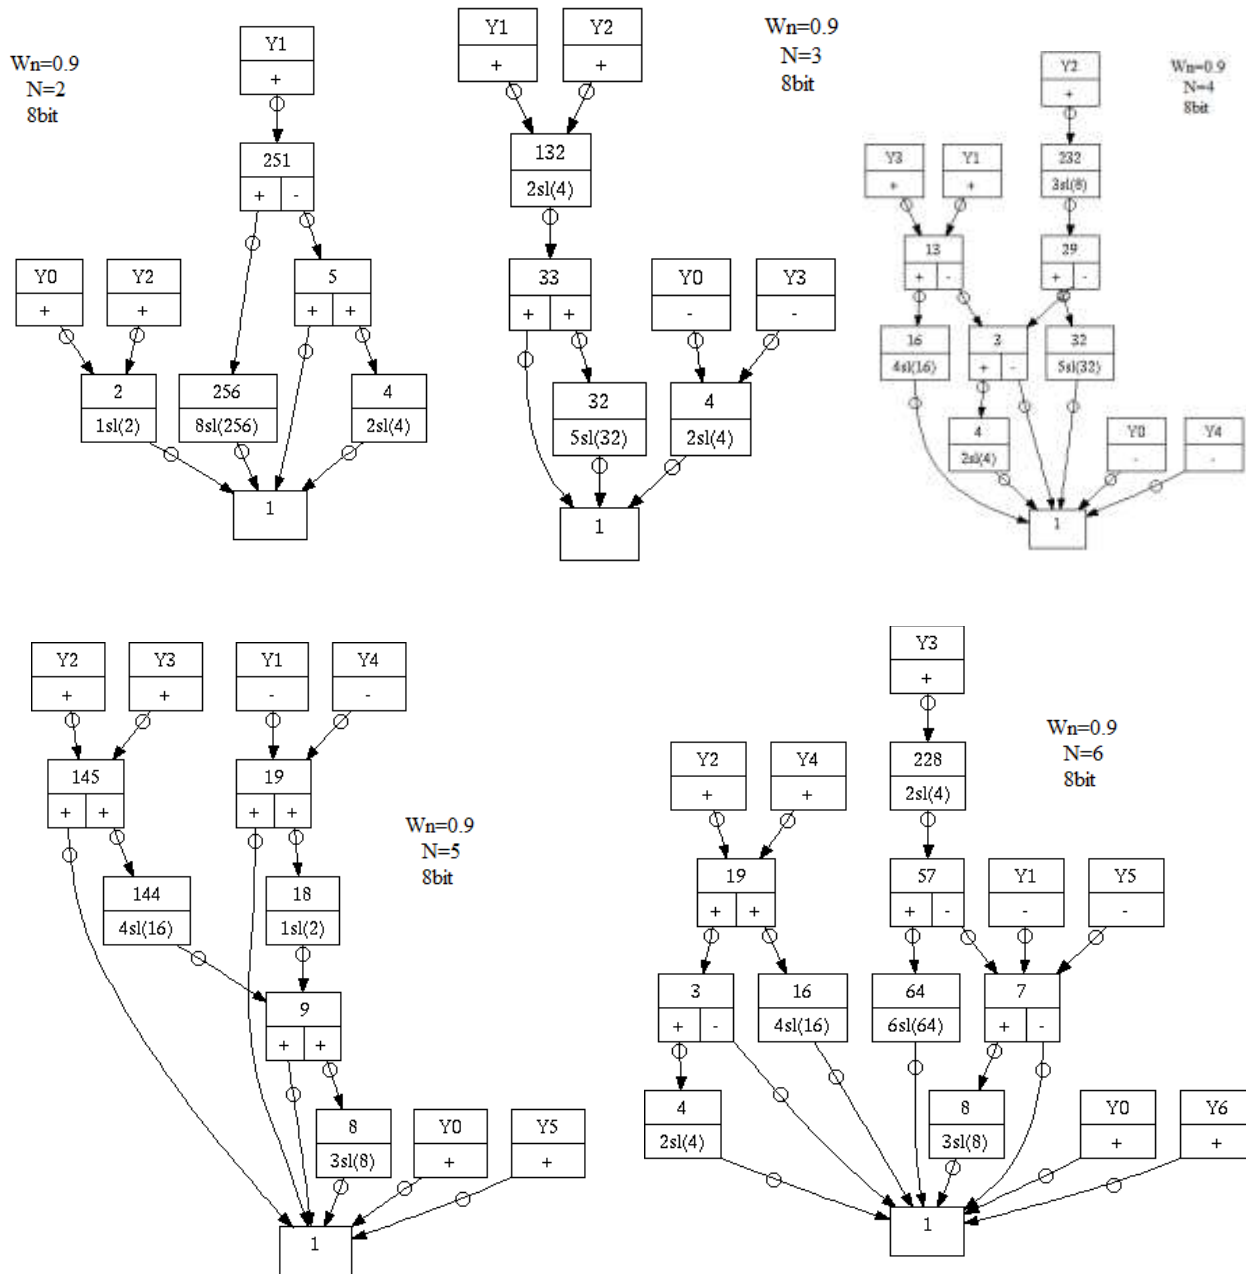 Wn=0.9
N=2
8bit
Y1
+
251
+ -
Y0 Y2
+ +
5
+ +
2
1sl(2)
256
8sl(256)
4
2sl(4)
1
Y1 Y2
+ +
Wn=0.9
N=3
8bit
132
2sl(4)
33
+ +
Y0 Y3
- -
32
5sl(32)
4
2sl(4)
1
Y2
+
Wn=0.9
N=4
8bit
Y3 Y1
+ +
232
3sl(8)
13
+ -
29
+ -
16
4sl(16)
3
+ -
32
5sl(32)
4
2sl(4)
Y0 Y4
- -
1
Y2 Y3 Y1 Y4
+ + - -
145 19
+ + + +
Wn=0.9
N=5
8bit
144
4sl(16)
18
1sl(2)
9
+ +
8
3sl(8)
Y0 Y5
+ +
1
Y3
+
Wn=0.9
N=6
8bit
Y2 Y4
+ +
228
2sl(4)
19
+ +
57
+ -
Y1 Y5
- -
3
+ -
16
4sl(16)
64
6sl(64)
7
+ -
4
2sl(4)
8
3sl(8)
Y0 Y6
+ +
1